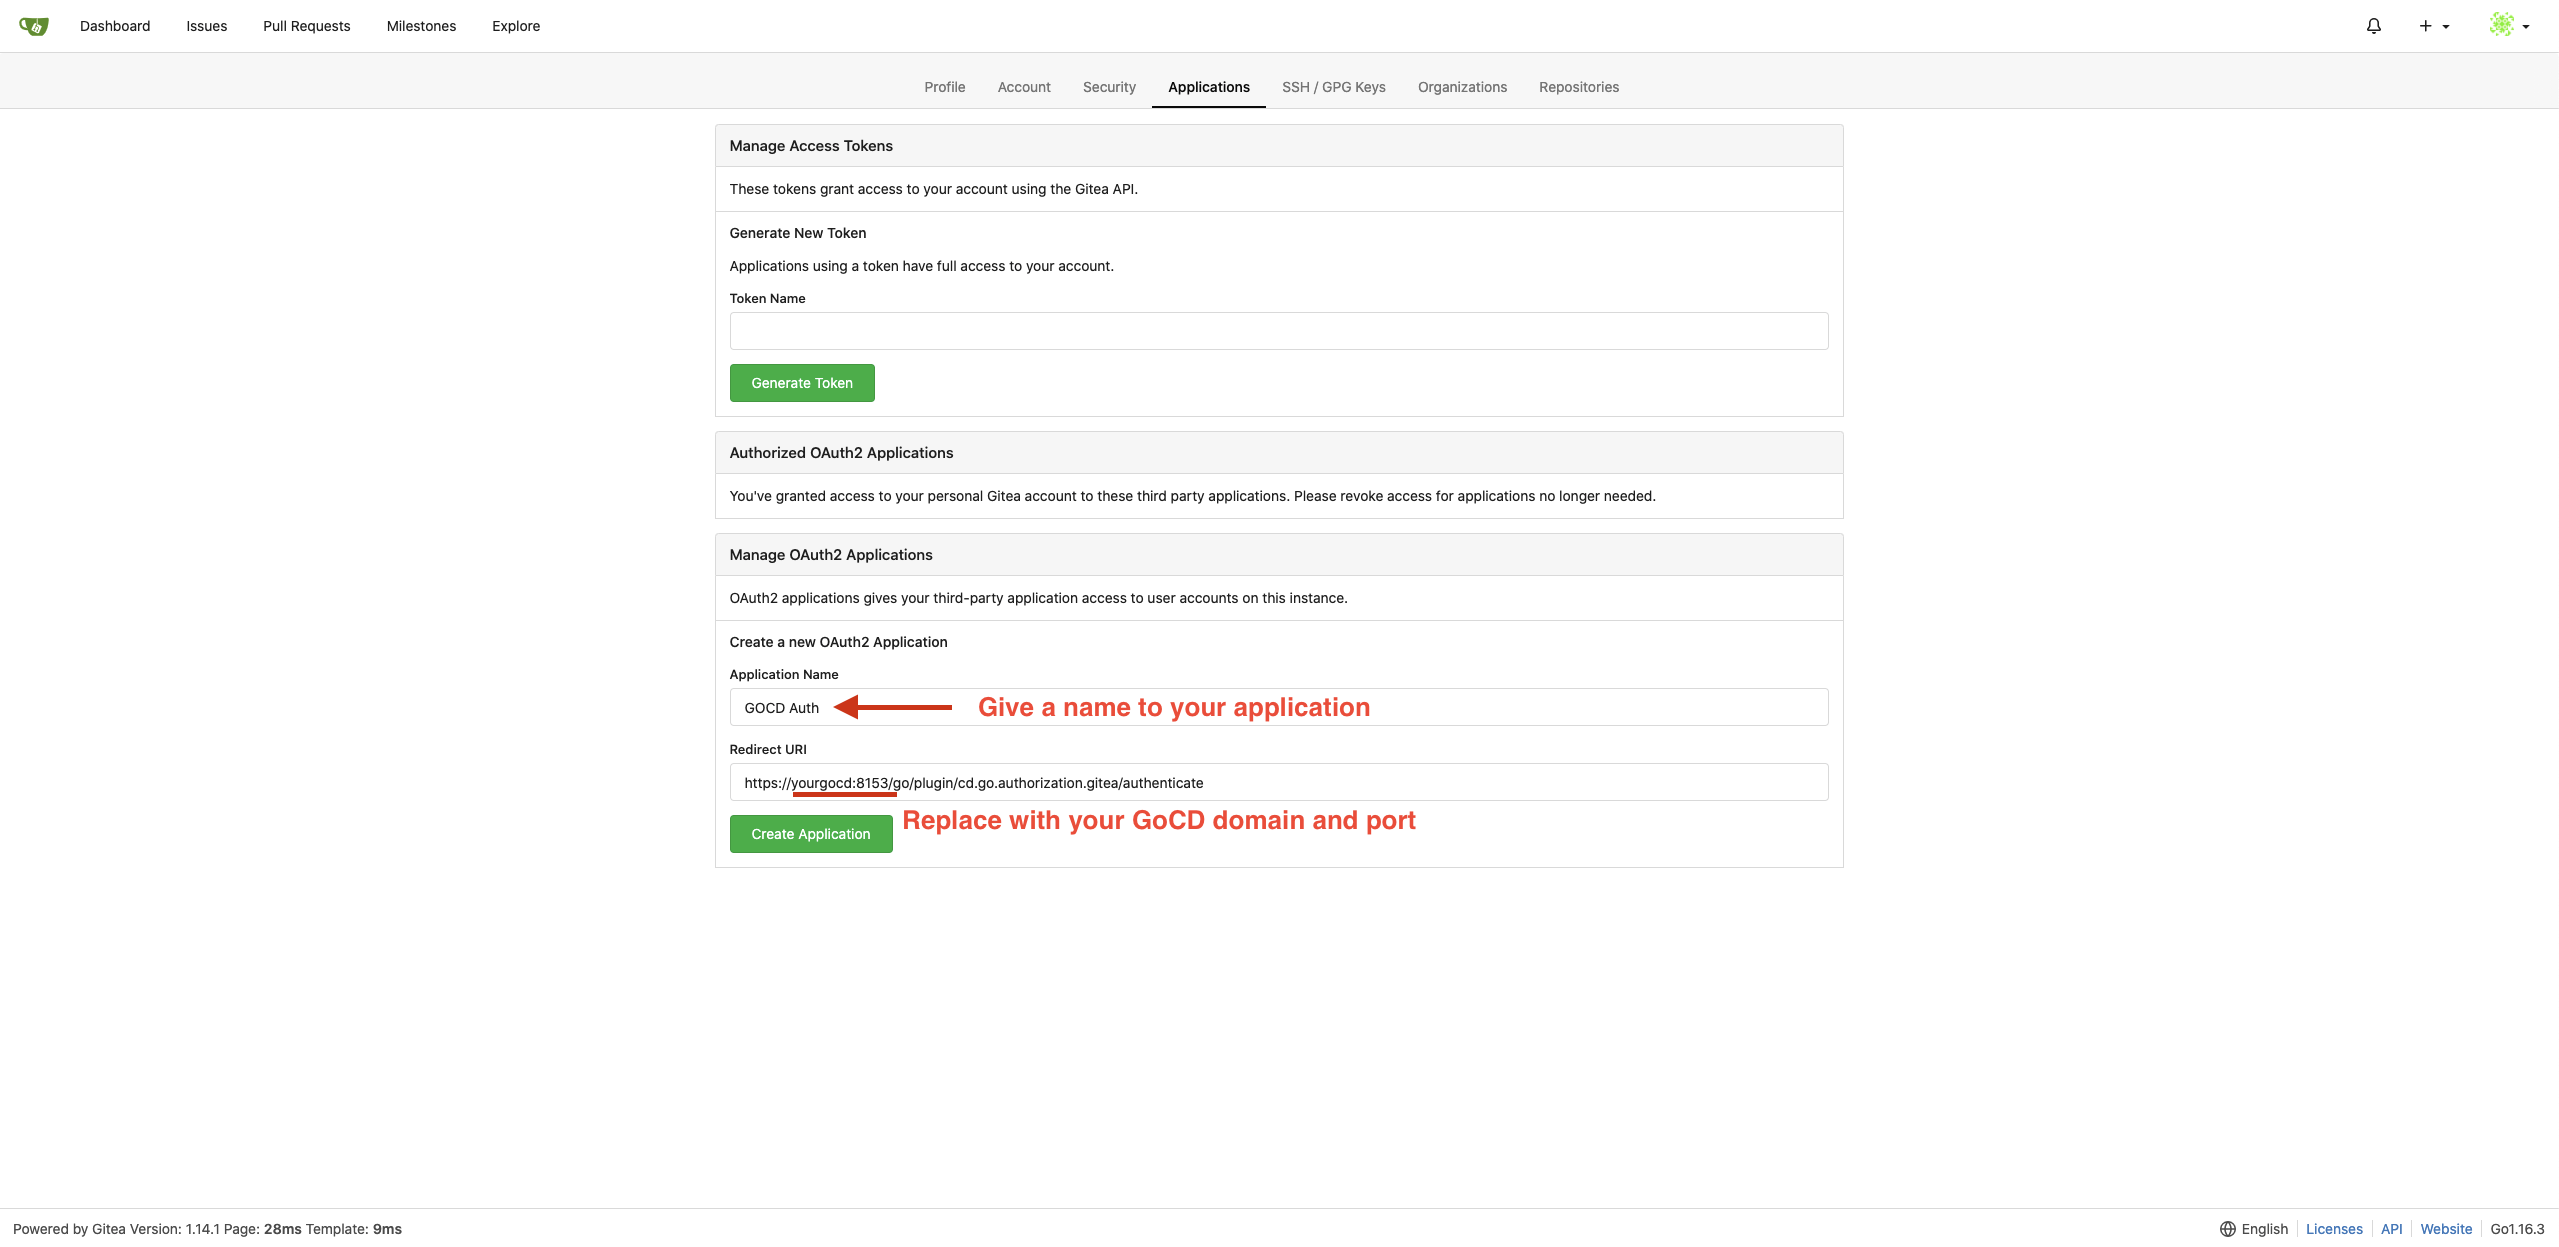 Dashboard Issues Pull Requests Milestones Explore
Profile Account Security Applications SSH / GPG Keys Organizations Repositories
Manage Access Tokens
These tokens grant access to your account using the Gitea API.
Generate New Token
Applications using a token have full access to your account.
Token Name
Generate Token
Authorized OAuth2 Applications
You've granted access to your personal Gitea account to these third party applications. Please revoke access for applications no longer needed.
Manage OAuth2 Applications
OAuth2 applications gives your third-party application access to user accounts on this instance.
Create a new OAuth2 Application
Application Name
GOCD Auth Give a name to your application
Redirect URI
https://yourgocd:8153/go/plugin/cd.go.authorization.gitea/authenticate
Replace with your GoCD domain and port
Create Application
Powered by Gitea Version: 1.14.1 Page: 28ms Template: 9ms English Licenses API Website Go1.16.3